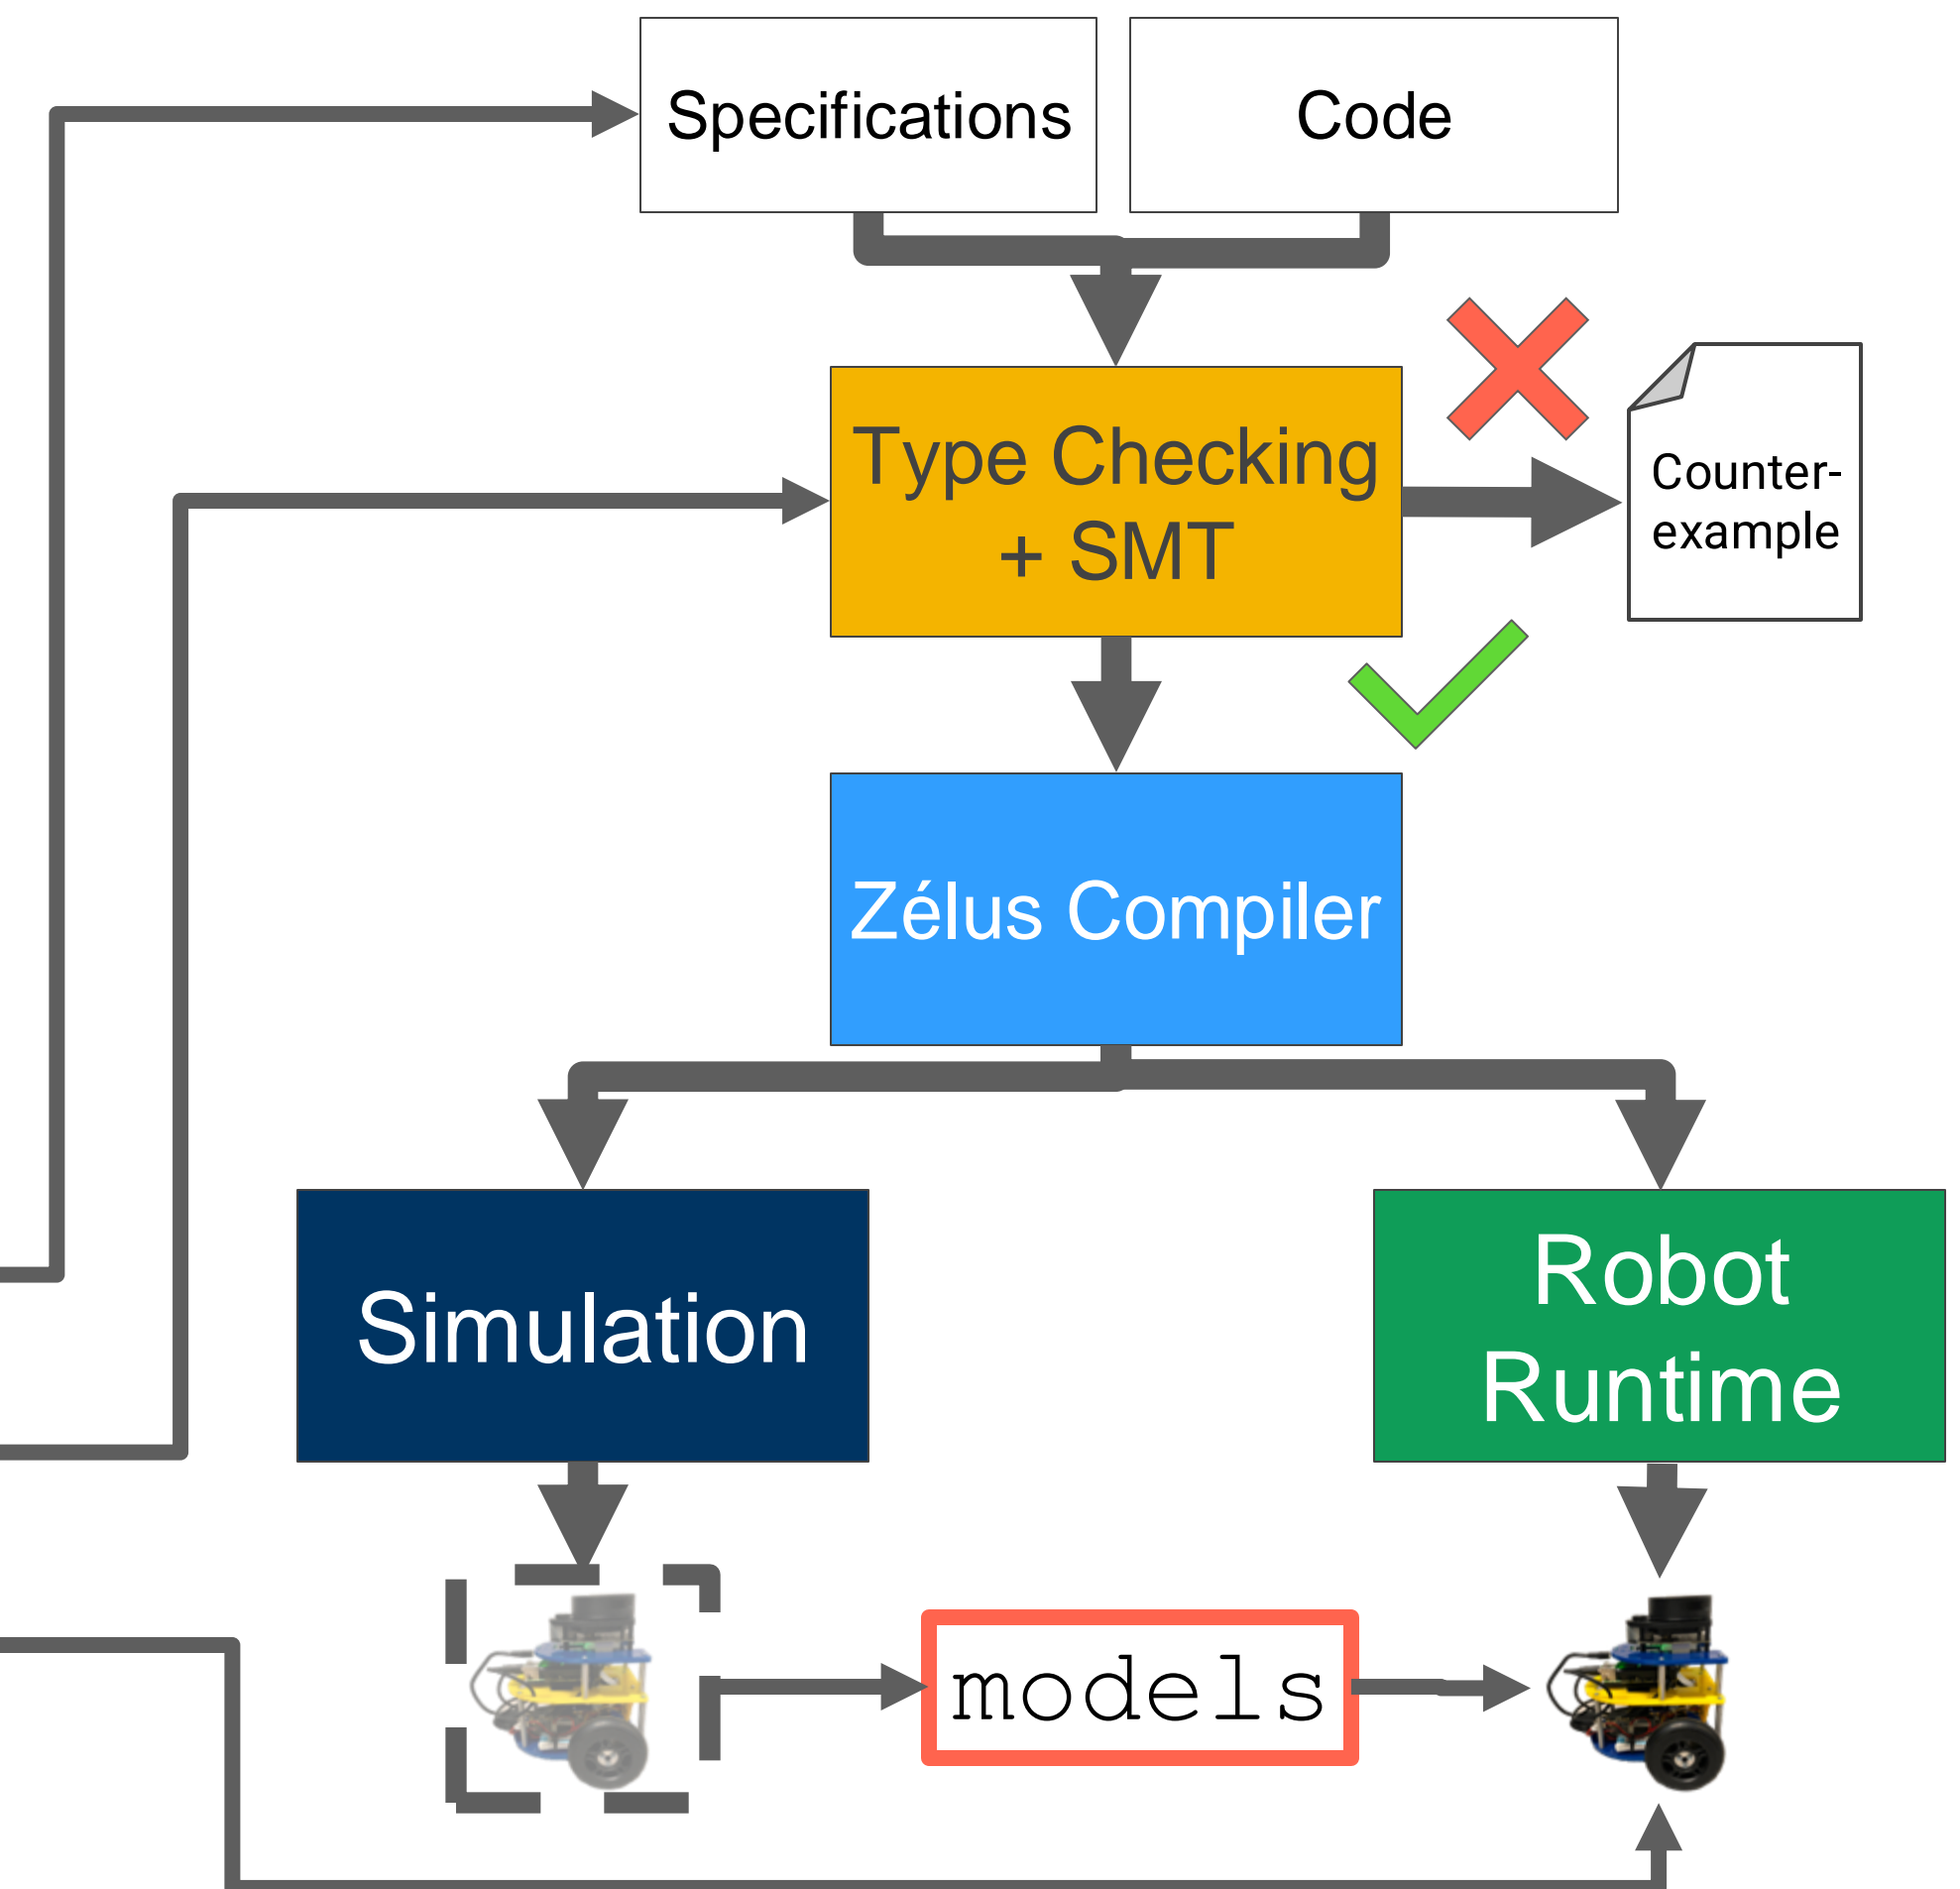 Specifications
Code
Type Checking
+ SMT
Counter-
example
Zélus Compiler
Simulation
Robot
Runtime
models